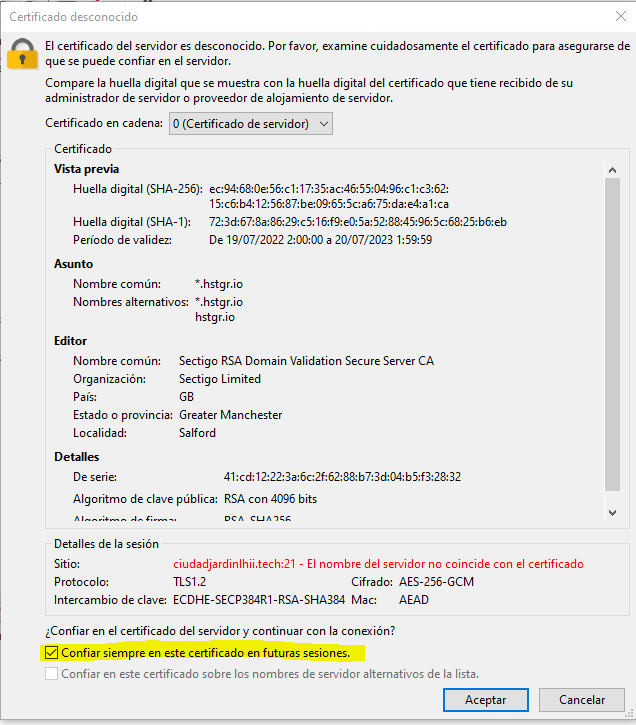 Certificado desconocido
El certificado del servidor es desconocido. Por favor, examine cuidadosamente el certificado para asegurarse de
que se puede confiar en el servidor.
Compare la huella digital que se muestra con la huella digital del certificado que tiene recibido de su
administrador de servidor o proveedor de alojamiento de servidor.
Certificado en cadena: 0 (Certificado de servidor)
Certificado
Vista previa
Huella digital (SHA-256): ec:94:68:0e:56:c1:17:35:ac:46:55:04:96:c1:c3:62:
15:c6:b4:12:56:87:be:09:65:5c:a6:75:da:e4:a1:ca
Huella digital (SHA-1): 72:3d:67:8a:86:29:c5:16:f9:e0:5a:52:88:45:96:5c:68:25:b6:eb
Período de validez: De 19/07/2022 2:00:00 a 20/07/2023 1:59:59
Asunto
Nombre común: *.hstgr.io
Nombres alternativos: *.hstgr.io
hstgr.io
Editor
Nombre común: Sectigo RSA Domain Validation Secure Server CA
Organización: Sectigo Limited
País: GB
Estado o provincia: Greater Manchester
Localidad: Salford
Detalles
De serie: 41:cd:12:22:3a:6c:2f:62:88:b7:3d:04:b5:f3:28:32
Algoritmo de clave pública: RSA con 4096 bits
Algoritmo de firma: RSA-SHA256
Detalles de la sesión
Sitio: ciudadjardinlhii.tech:21 - El nombre del servidor no coincide con el certificado
Protocolo: TLS1.2 Cifrado: AES-256-GCM
Intercambio de clave: ECDHE-SECP384R1-RSA-SHA384 Mac: AEAD
¿Confiar en el certificado del servidor y continuar con la conexión?
Confiar siempre en este certificado en futuras sesiones.
Confiar en este certificado sobre los nombres de servidor alternativos de la lista.
Aceptar Cancelar